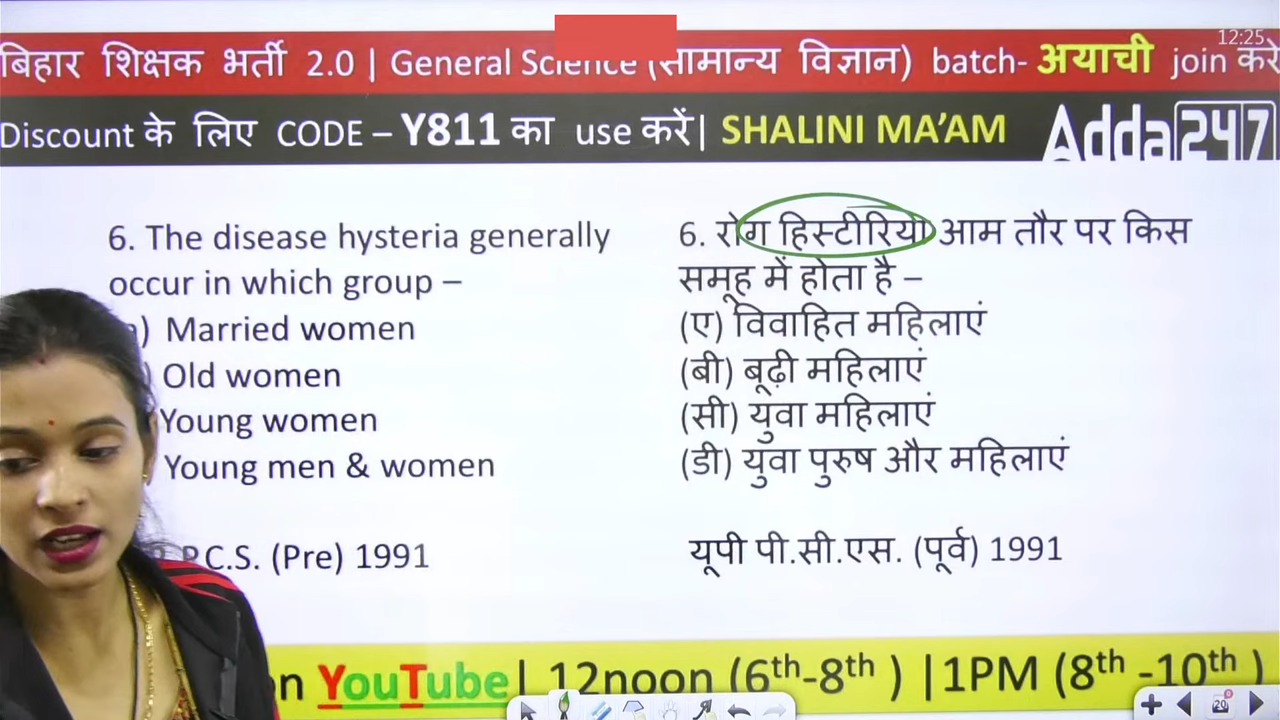 12:25
बिहार शिक्षक भर्ती 2.0 | General Science (सामान्य विज्ञान) batch- अयाची join करे
Discount के लिए CODE – Y811 का use करें| SHALINI MA’AM
Adda247
6. The disease hysteria generally
occur in which group –
) Married women
Old women
Young women
Young men & women
P.C.S. (Pre) 1991
6. रोग हिस्टीरिया आम तौर पर किस
समूह में होता है –
(ए) विवाहित महिलाएं
(बी) बूढ़ी महिलाएं
(सी) युवा महिलाएं
(डी) युवा पुरुष और महिलाएं
यूपी पी.सी.एस. (पूर्व) 1991
n YouTube| 12noon (6th-8th ) |1PM (8th -10th )
20